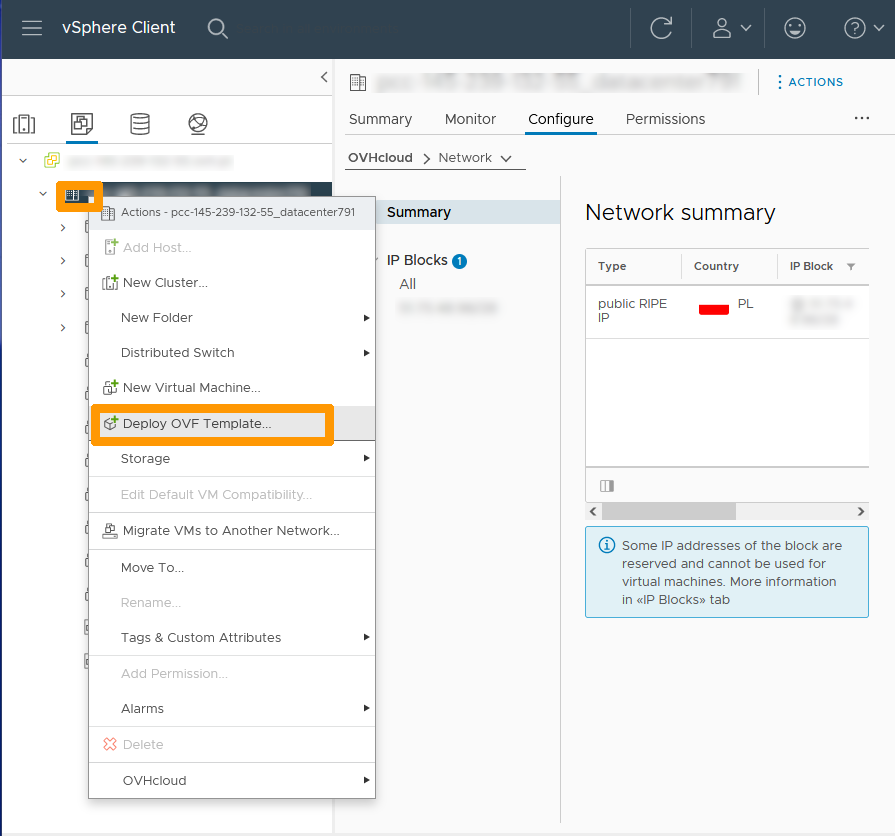 vSphere Client
ACTIONS
Summary
Monitor
Configure
Permissions
OVHcloud
Network
Actions - pcc-145-239-132-55_datacenter791
Add Host...
New Cluster...
New Folder
Distributed Switch
New Virtual Machine...
Deploy OVF Template...
Storage
Edit Default VM Compatibility...
Migrate VMs to Another Network...
Move To...
Rename...
Tags & Custom Attributes
Add Permission...
Alarms
Delete
OVHcloud
Summary
IP Blocks 1
All
Network summary
Type
Country
IP Block
public RIPE
IP
PL
Some IP addresses of the block are
reserved and cannot be used for
virtual machines. More information
in «IP Blocks» tab